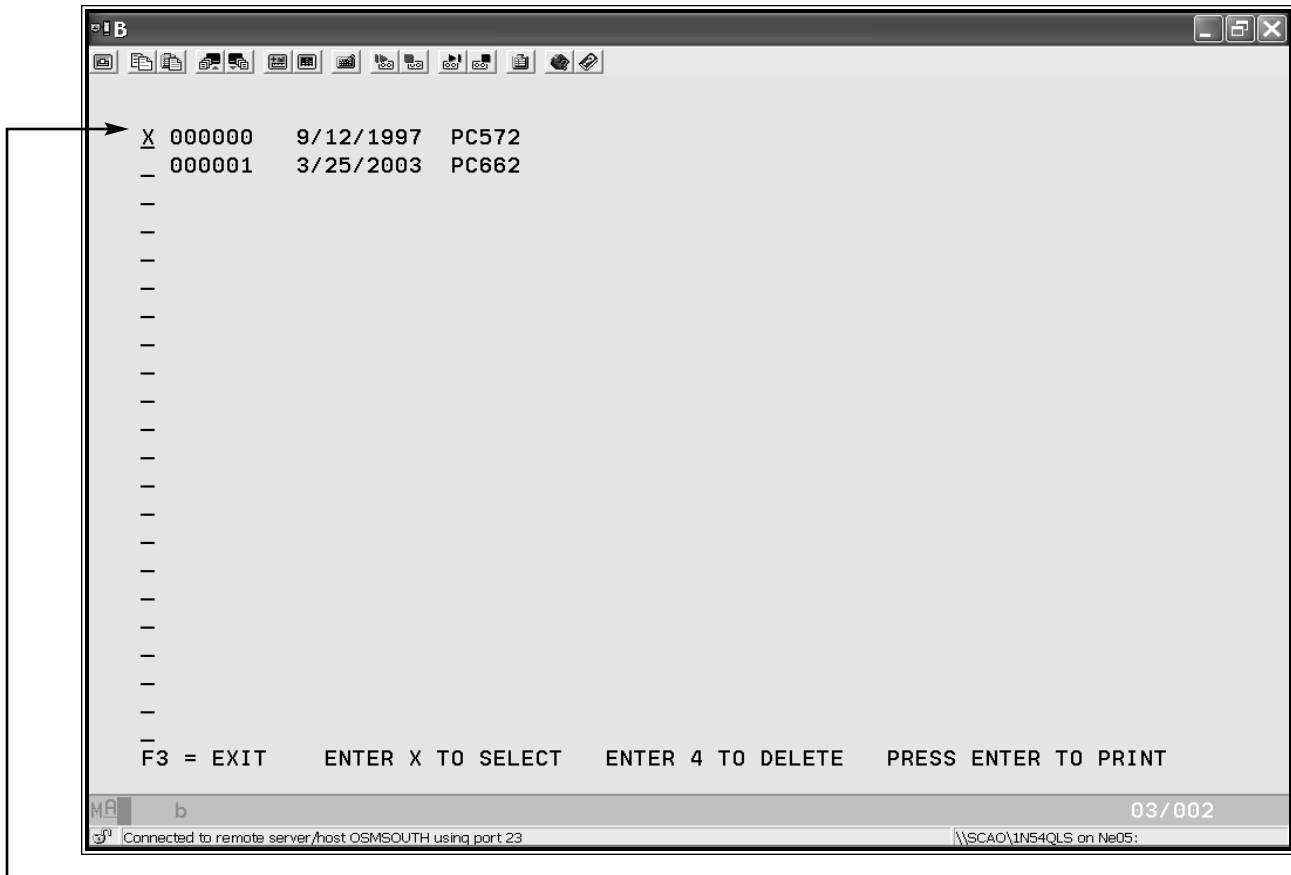 B
X 000000 9/12/1997 PC572
_ 000001 3/25/2003 PC662
F3 = EXIT ENTER X TO SELECT ENTER 4 TO DELETE PRESS ENTER TO PRINT
MA b 03/002
Connected to remote server/host OSMSOUTH using port 23 \\SCAO\1N54QLS on Ne05: